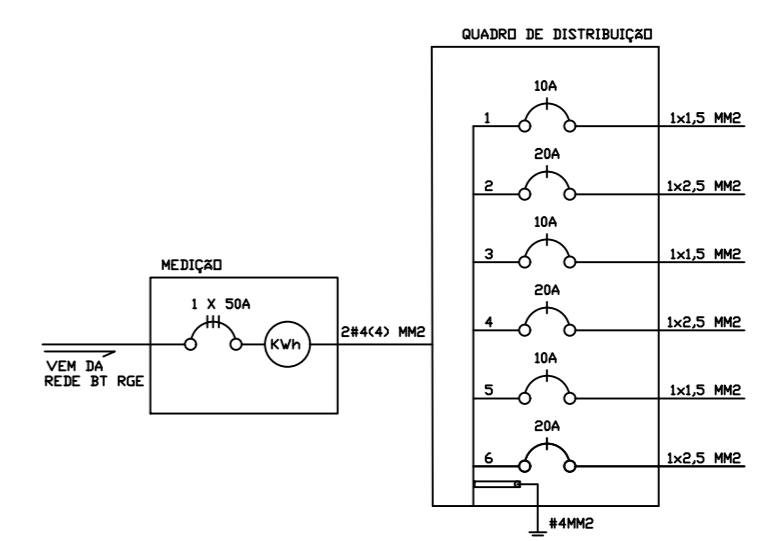 QUADRO DE DISTRIBUIÇÃO
10A
1
1x1,5 MM2
20A
2
1x2,5 MM2
10A
3
1x1,5 MM2
20A
4
1x2,5 MM2
10A
5
1x1,5 MM2
20A
6
1x2,5 MM2
#4MM2
MEDIÇÃO
1 X 50A
KWh
2#4(4) MM2
VEM DA
REDE BT RGE